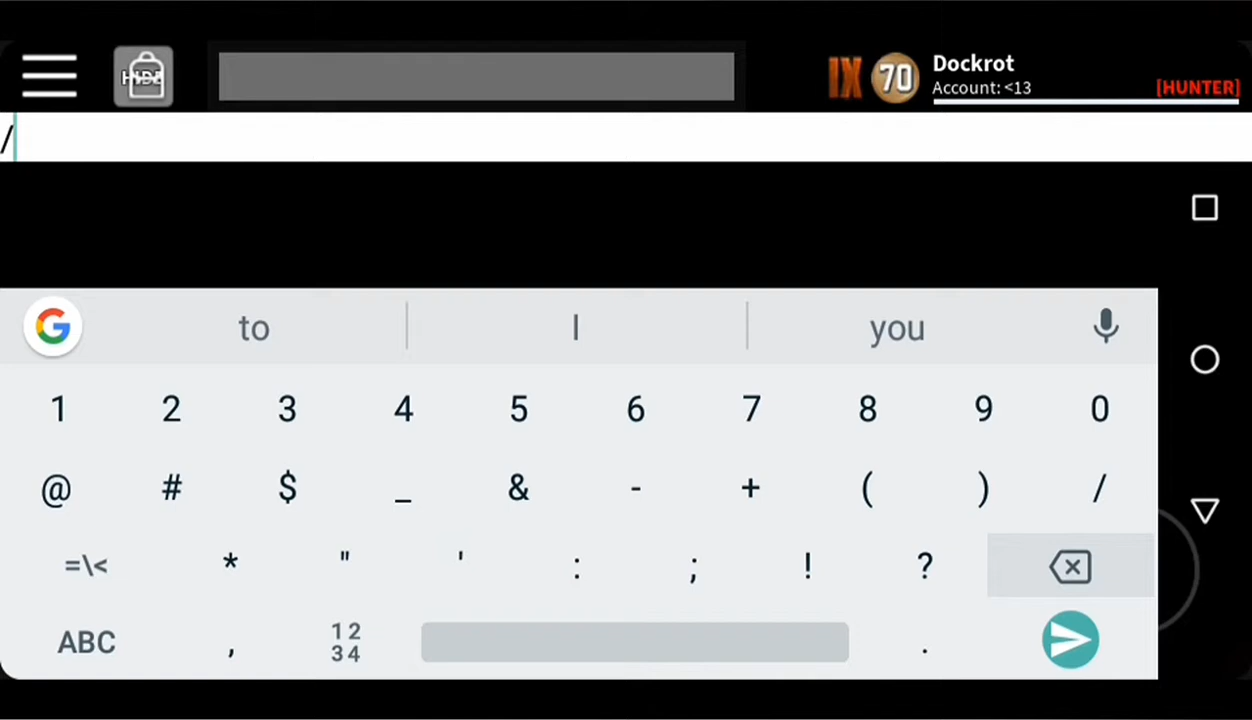 HIDE
IX 70 Dockrot
Account: <13 [HUNTER]
/
G to I you
1 2 3 4 5 6 7 8 9 0
@ # $ _ & - + ( ) /
=\< * " ' : ; ! ?
ABC , 12 34 .